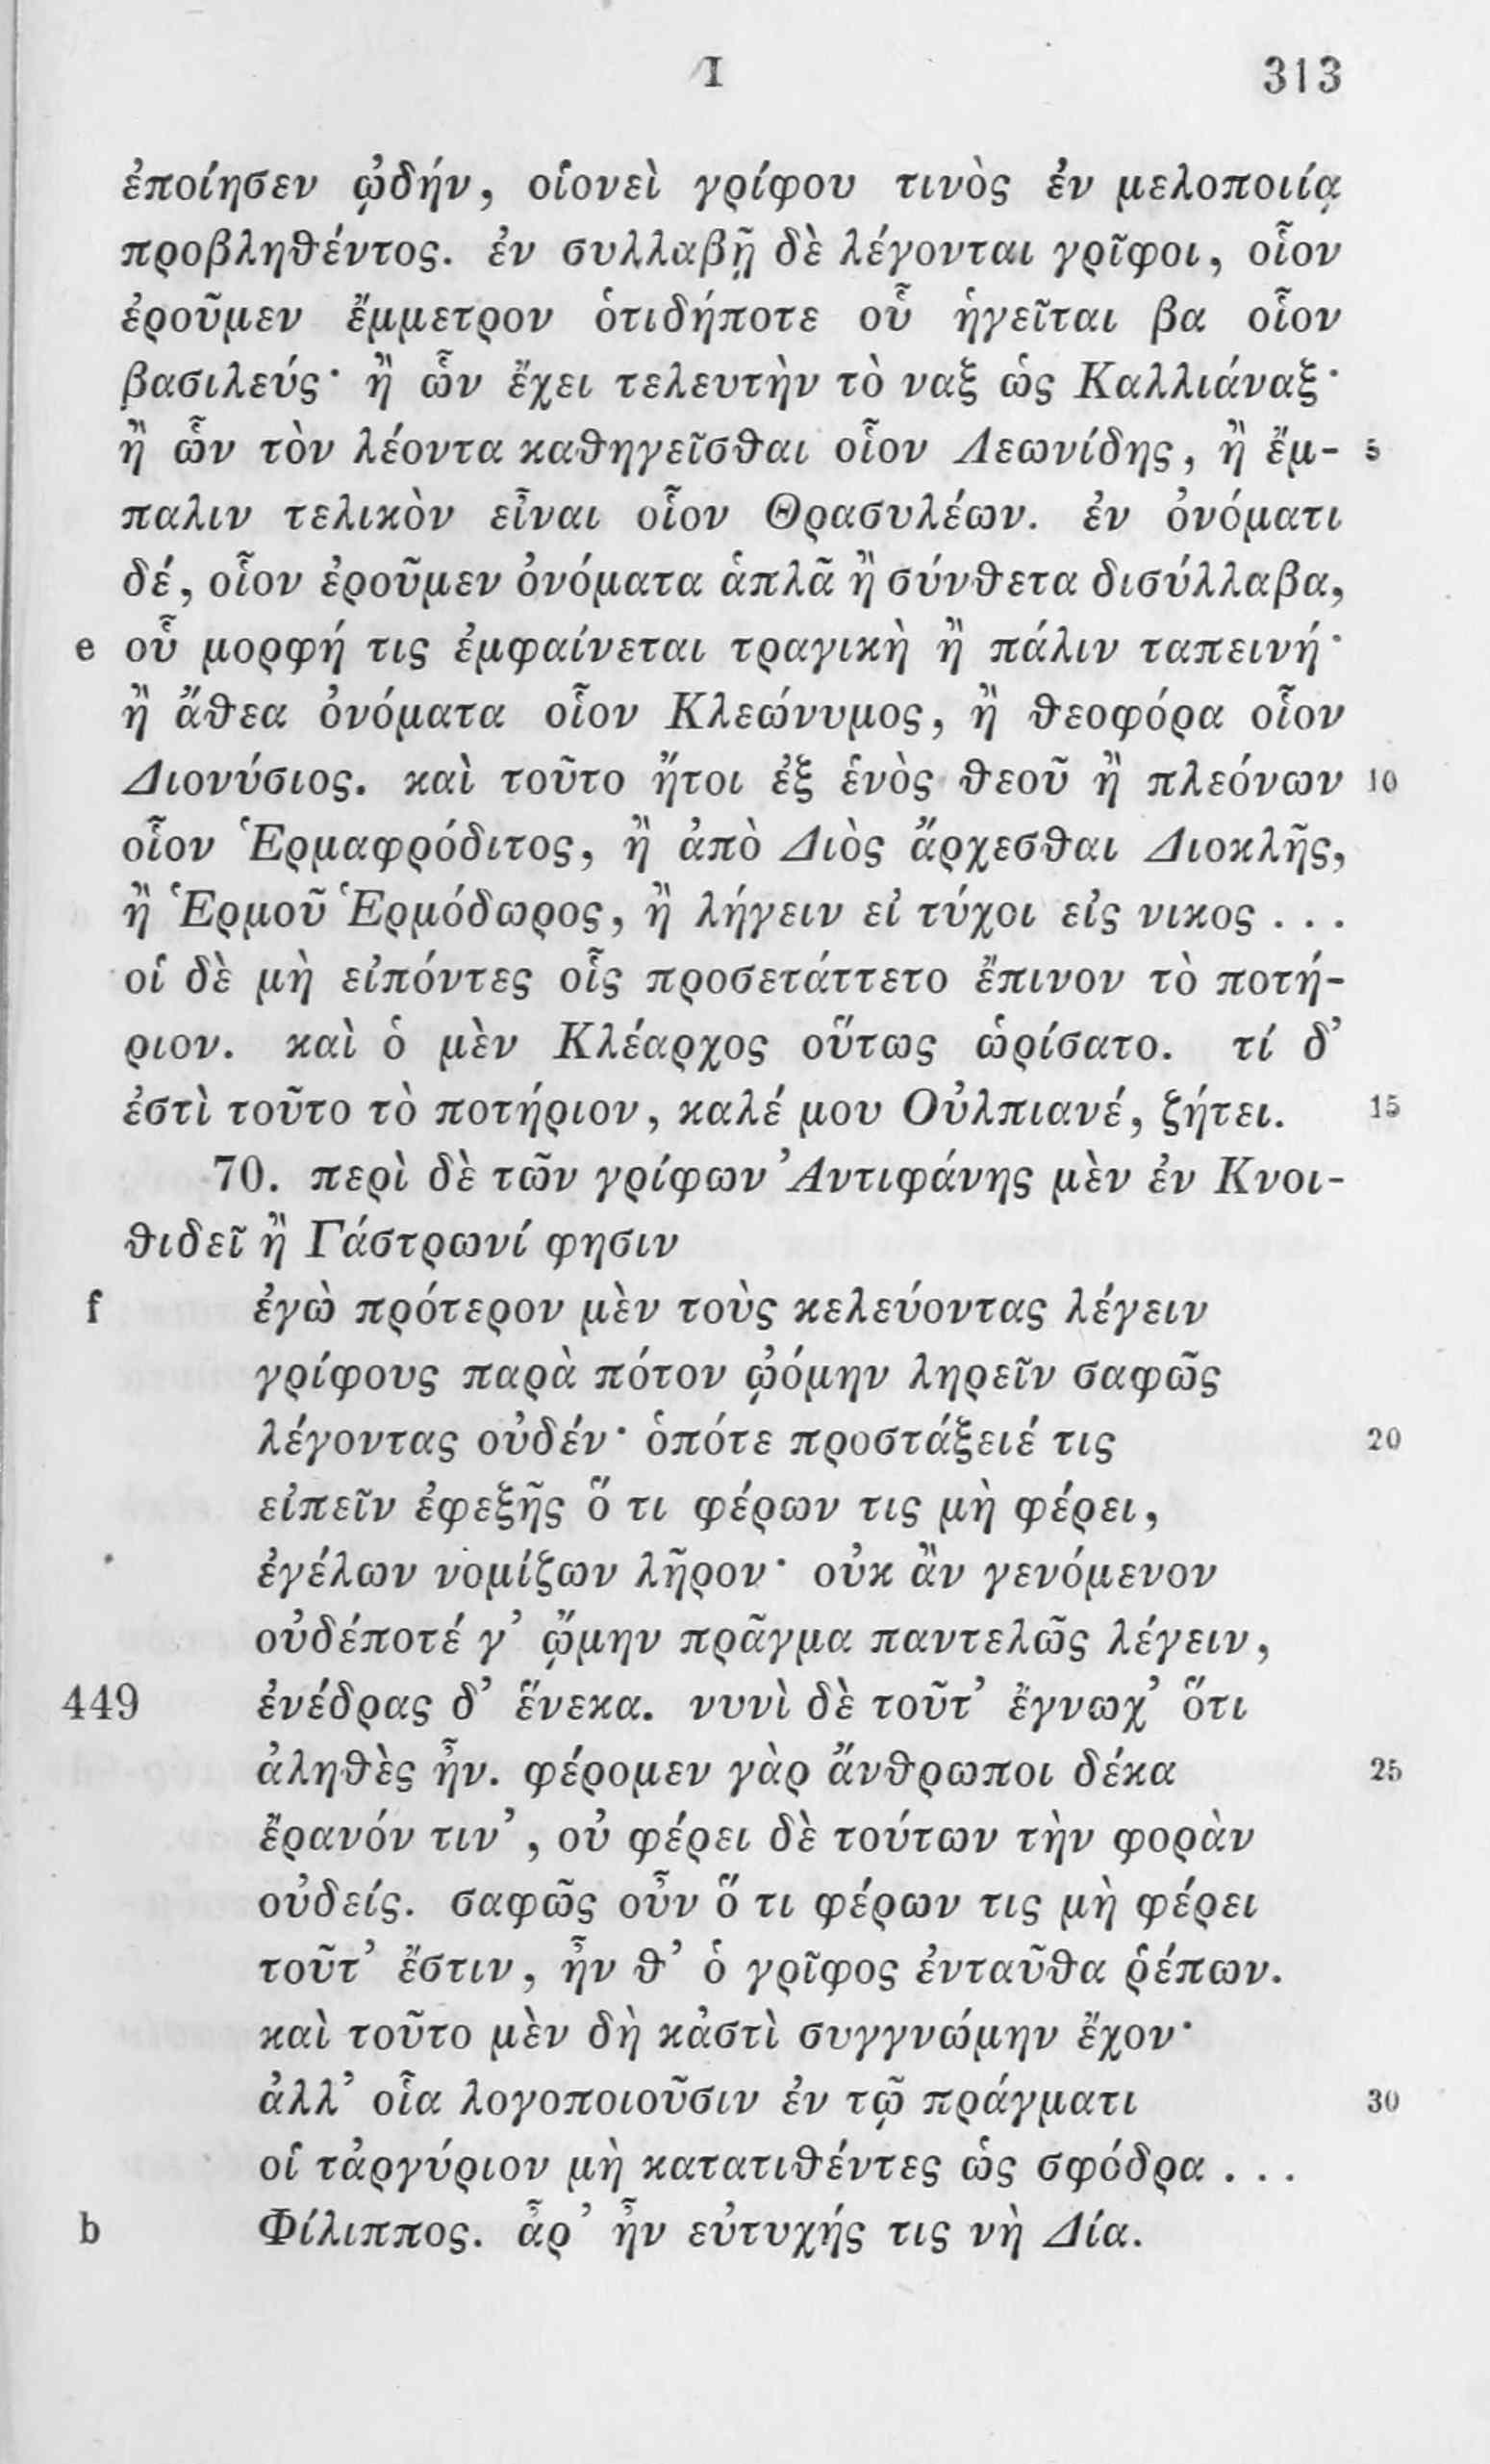 I 313
ἐποίησεν ᾠδήν, οἱονεὶ γρίφου τινὸς ἐν μελοποιίᾳ
προβληθέντος. ἐν συλλαβῇ δὲ λέγονται γρῖφοι, οἷον
ἐροῦμεν ἔμμετρον ὁτιδήποτε οὗ ἡγεῖται βα οἷον
βασιλεύς· ἢ ὧν ἔχει τελευτὴν τὸ ναξ ὡς Καλλιάναξ·
ἢ ὧν τὸν λέοντα καθηγεῖσθαι οἷον Λεωνίδης, ἢ ἔμ- 5
παλιν τελικὸν εἶναι οἷον Θρασυλέων. ἐν ὀνόματι
δέ, οἷον ἐροῦμεν ὀνόματα ἁπλᾶ ἢ σύνθετα δισύλλαβα,
e οὗ μορφή τις ἐμφαίνεται τραγικὴ ἢ πάλιν ταπεινή·
ἢ ἄθεα ὀνόματα οἷον Κλεώνυμος, ἢ θεοφόρα οἷον
Διονύσιος. καὶ τοῦτο ἤτοι ἐξ ἑνὸς θεοῦ ἢ πλεόνων 10
οἷον Ἑρμαφρόδιτος, ἢ ἀπὸ Διὸς ἄρχεσθαι Διοκλῆς,
ἢ Ἑρμοῦ Ἑρμόδωρος, ἢ λήγειν εἰ τύχοι εἰς νικος . . .
οἱ δὲ μὴ εἰπόντες οἷς προσετάττετο ἔπινον τὸ ποτή-
ριον. καὶ ὁ μὲν Κλέαρχος οὕτως ὡρίσατο. τί δ’
ἐστὶ τοῦτο τὸ ποτήριον, καλέ μου Οὐλπιανέ, ζήτει. 15
70. περὶ δὲ τῶν γρίφων Ἀντιφάνης μὲν ἐν Κνοι-
θιδεῖ ἢ Γάστρωνί φησιν
f ἐγὼ πρότερον μὲν τοὺς κελεύοντας λέγειν
γρίφους παρὰ πότον ᾠόμην ληρεῖν σαφῶς
λέγοντας οὐδέν· ὁπότε προστάξειέ τις 20
εἰπεῖν ἐφεξῆς ὅ τι φέρων τις μὴ φέρει,
ἐγέλων νομίζων λῆρον· οὐκ ἂν γενόμενον
οὐδέποτέ γ’ ᾤμην πρᾶγμα παντελῶς λέγειν,
449 ἐνέδρας δ’ ἕνεκα. νυνὶ δὲ τοῦτ’ ἔγνωχ’ ὅτι
ἀληθὲς ἦν. φέρομεν γὰρ ἄνθρωποι δέκα 25
ἔρανόν τιν’, οὐ φέρει δὲ τούτων τὴν φορὰν
οὐδείς. σαφῶς οὖν ὅ τι φέρων τις μὴ φέρει
τοῦτ’ ἔστιν, ἦν θ’ ὁ γρῖφος ἐνταῦθα ῥέπων.
καὶ τοῦτο μὲν δὴ κἀστὶ συγγνώμην ἔχον·
ἀλλ’ οἷα λογοποιοῦσιν ἐν τῷ πράγματι 30
οἱ τἀργύριον μὴ κατατιθέντες ὡς σφόδρα . . .
b Φίλιππος. ἆρ’ ἦν εὐτυχής τις νὴ Δία.